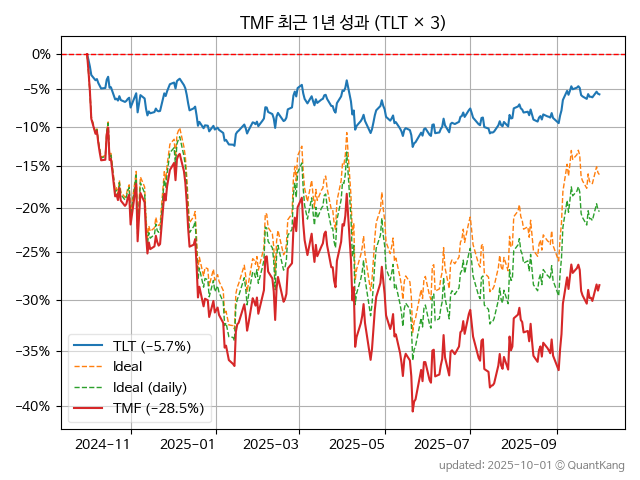 TMF 최근 1년 성과 (TLT × 3)
0%
−5%
−10%
−15%
−20%
−25%
−30%
−35%
−40%
TLT (−5.7%)
Ideal
Ideal (daily)
TMF (−28.5%)
2024−11 2025−01 2025−03 2025−05 2025−07 2025−09
updated: 2025-10-01 © QuantKang